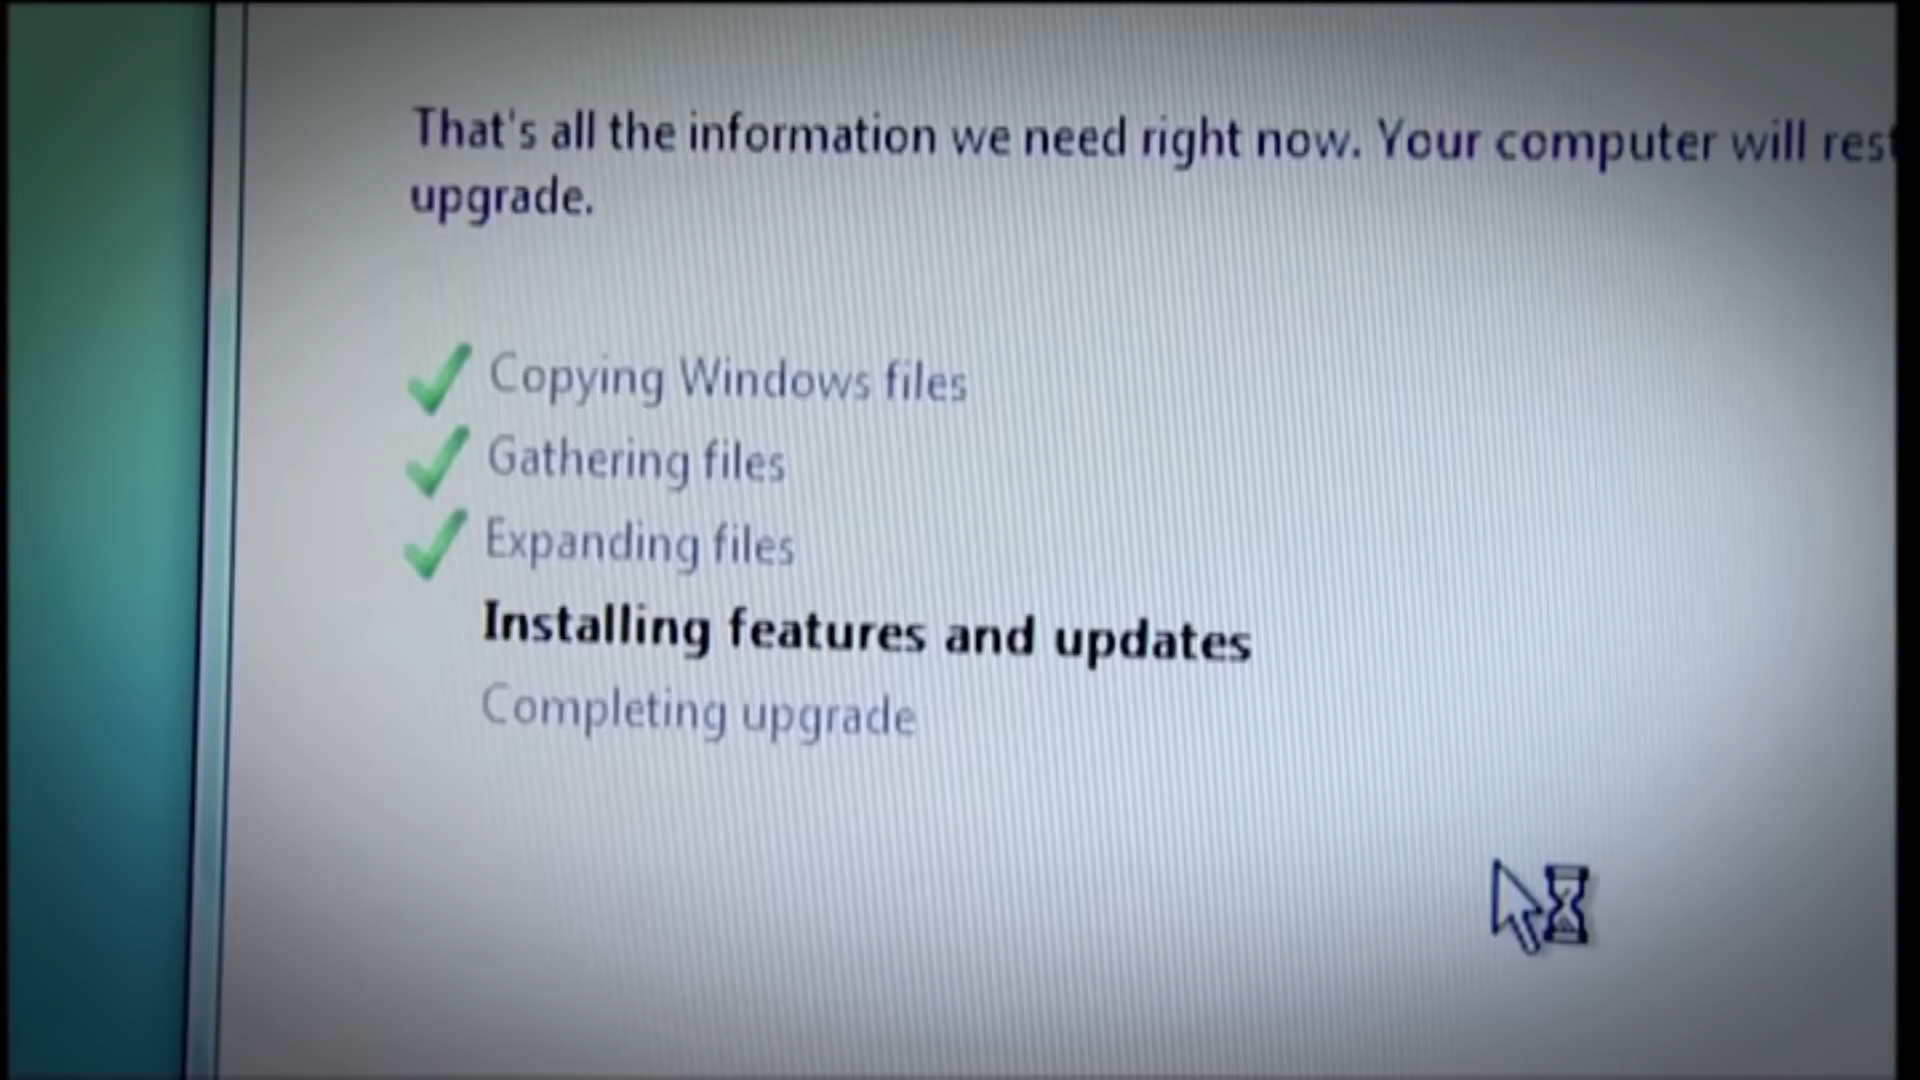 That's all the information we need right now. Your computer will
upgrade.
Copying Windows files
Gathering files
Expanding files
Installing features and updates
Completing upgrade